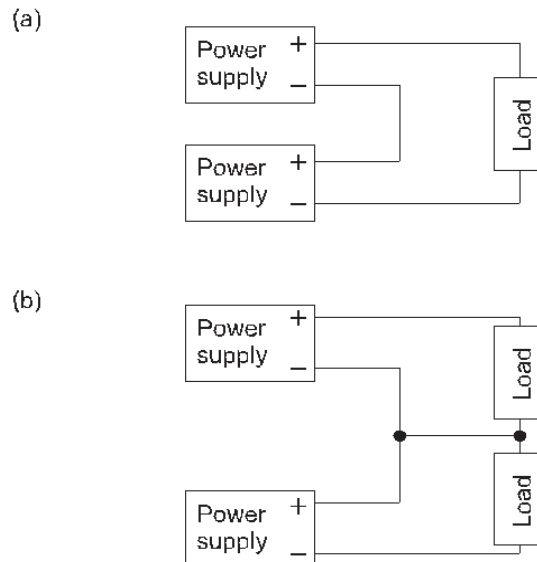 (a)
Power +
supply −
Load
Power +
supply −
(b)
Power +
supply −
Load
Power +
supply −
Load